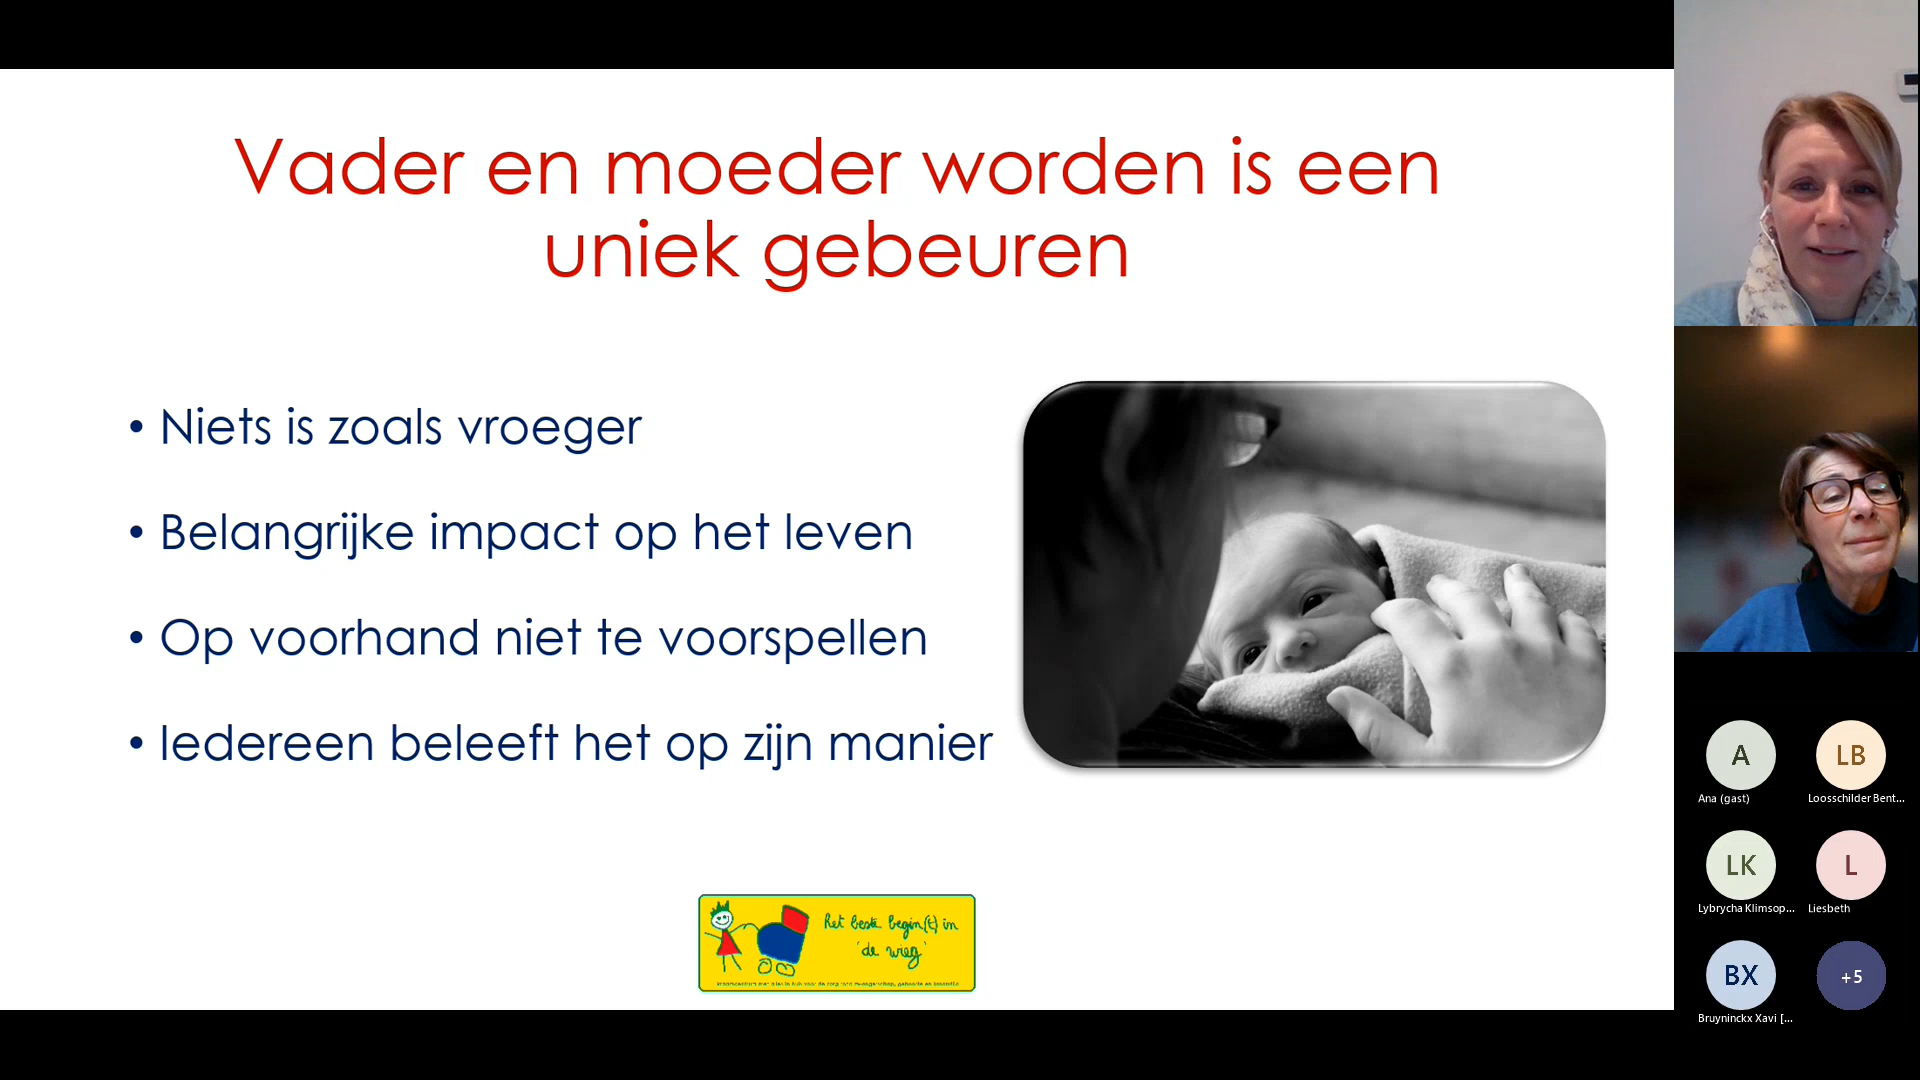 Vader en moeder worden is een
uniek gebeuren
• Niets is zoals vroeger
• Belangrijke impact op het leven
• Op voorhand niet te voorspellen
• Iedereen beleeft het op zijn manier
Het beste begin(t) in
'de wieg'
A
Ana (gast)
LB
Loosschilder Bent...
LK
Lybrycha Klimsop...
L
Liesbeth
BX
Bruyninckx Xavi [...
+5